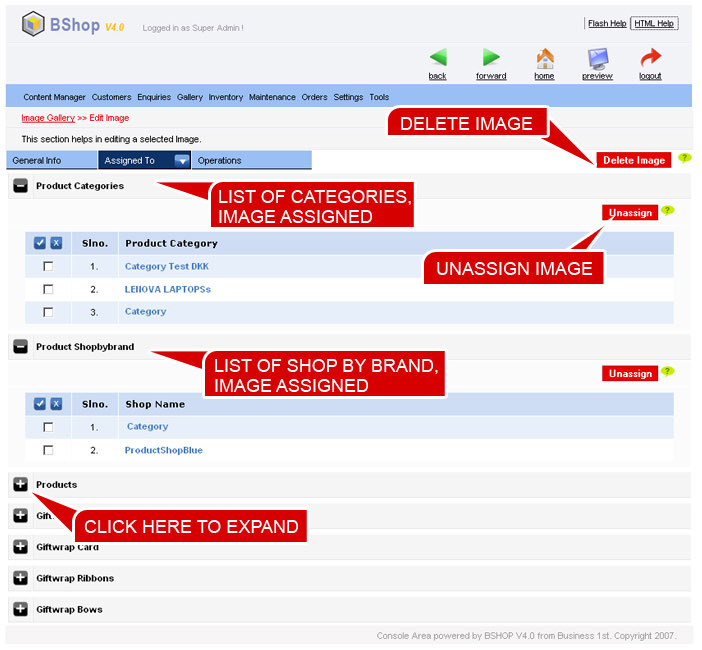 BShop V4.0 Logged in as Super Admin !
Flash Help HTML Help
back forward home preview logout
Content Manager Customers Enquiries Gallery Inventory Maintenance Orders Settings Tools
Image Gallery >> Edit Image
DELETE IMAGE
This section helps in editing a selected Image.
General Info Assigned To Operations
Delete Image ?
Product Categories
LIST OF CATEGORIES,
IMAGE ASSIGNED
Unassign ?
X Slno. Product Category
UNASSIGN IMAGE
1. Category Test DKK
2. LENOVA LAPTOPSs
3. Category
Product Shopbybrand
LIST OF SHOP BY BRAND,
IMAGE ASSIGNED
Unassign ?
X Slno. Shop Name
1. Category
2. ProductShopBlue
Products
CLICK HERE TO EXPAND
Giftwrap Card
Giftwrap Ribbons
Giftwrap Bows
Console Area powered by BSHOP V4.0 from Business 1st. Copyright 2007.